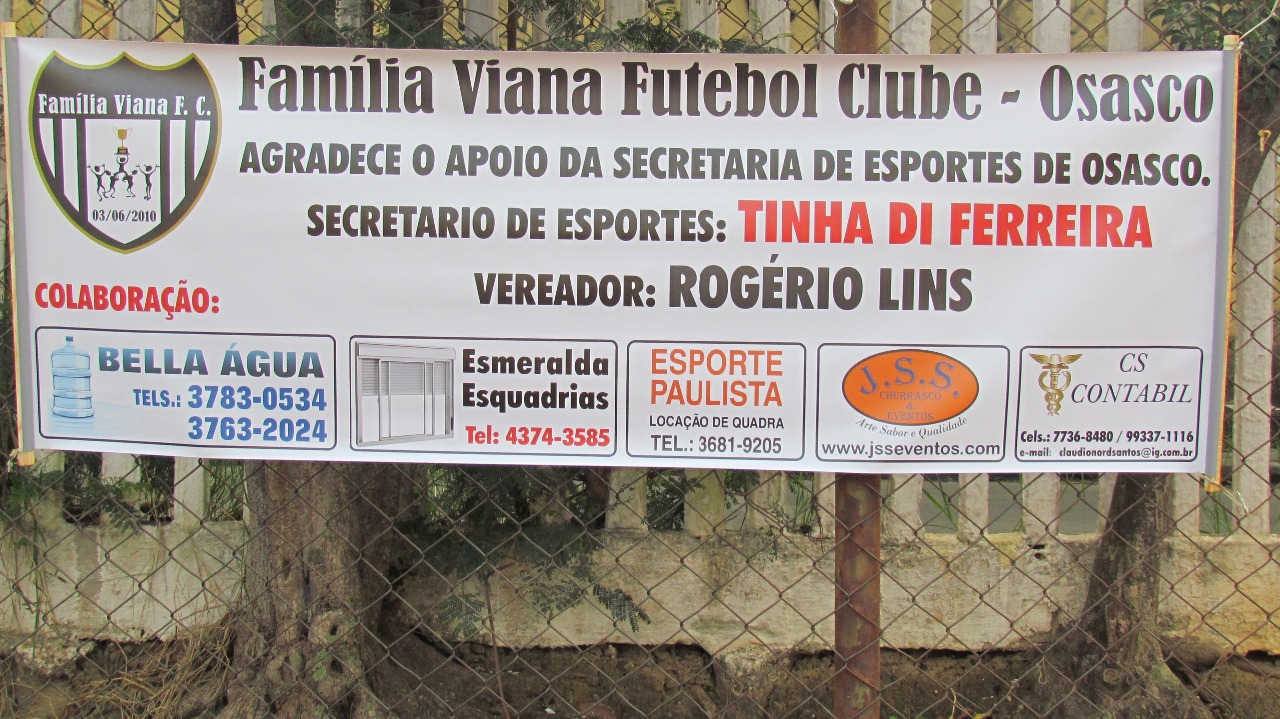 Família Viana Futebol Clube - Osasco
Família Viana F. C.
03/06/2010
AGRADECE O APOIO DA SECRETARIA DE ESPORTES DE OSASCO.
SECRETARIO DE ESPORTES: TINHA DI FERREIRA
VEREADOR: ROGÉRIO LINS
COLABORAÇÃO:
BELLA ÁGUA
TELS.: 3783-0534
3763-2024
Esmeralda
Esquadrias
Tel: 4374-3585
ESPORTE
PAULISTA
LOCAÇÃO DE QUADRA
TEL.: 3681-9205
J.S.S.
CHURRASCO
&
EVENTOS
Arte Sabor e Qualidade
www.jsseventos.com
CS
CONTABIL
Cels.: 7736-8480 / 99337-1116
e-mail: claudionordsantos@ig.com.br